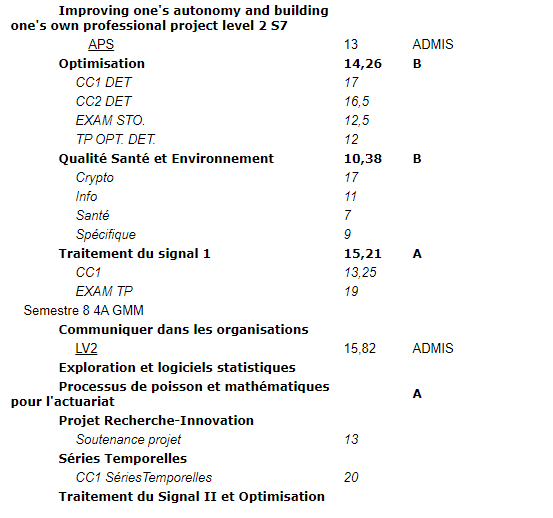 Improving one's autonomy and building
one's own professional project level 2 S7
APS 13 ADMIS
Optimisation 14,26 B
CC1 DET 17
CC2 DET 16,5
EXAM STO. 12,5
TP OPT. DET. 12
Qualité Santé et Environnement 10,38 B
Crypto 17
Info 11
Santé 7
Spécifique 9
Traitement du signal 1 15,21 A
CC1 13,25
EXAM TP 19
Semestre 8 4A GMM
Communiquer dans les organisations
LV2 15,82 ADMIS
Exploration et logiciels statistiques
Processus de poisson et mathématiques
pour l'actuariat A
Projet Recherche-Innovation
Soutenance projet 13
Séries Temporelles
CC1 SériesTemporelles 20
Traitement du Signal II et Optimisation